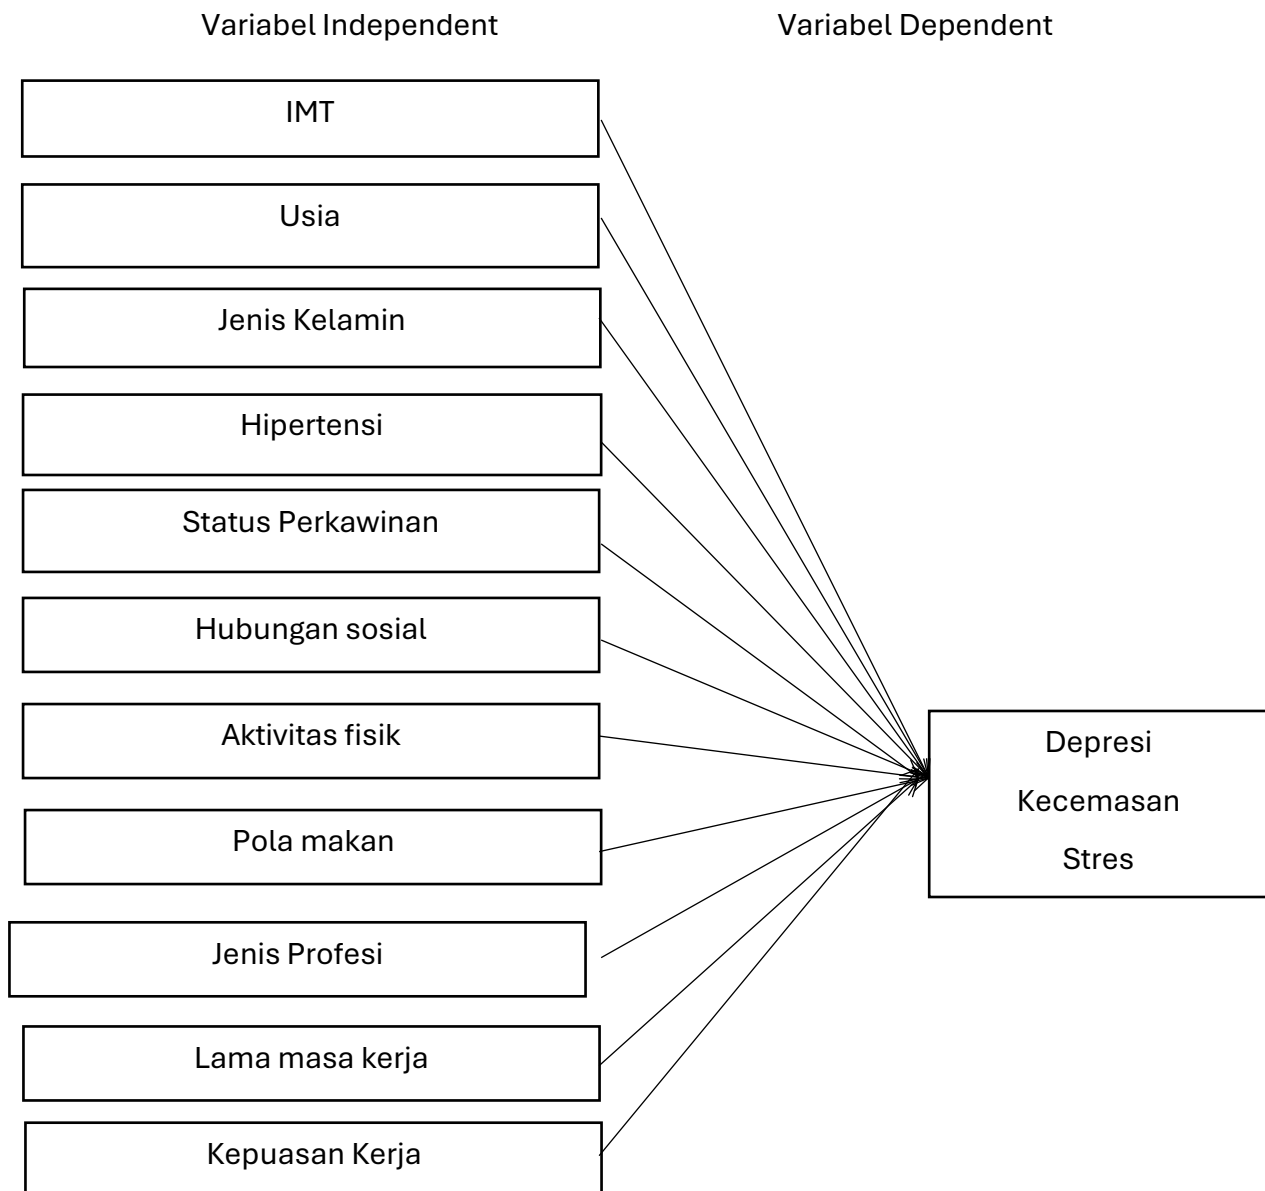 Variabel Independent
Variabel Dependent
IMT
Usia
Jenis Kelamin
Hipertensi
Status Perkawinan
Hubungan sosial
Aktivitas fisik
Pola makan
Jenis Profesi
Lama masa kerja
Kepuasan Kerja
Depresi
Kecemasan
Stres